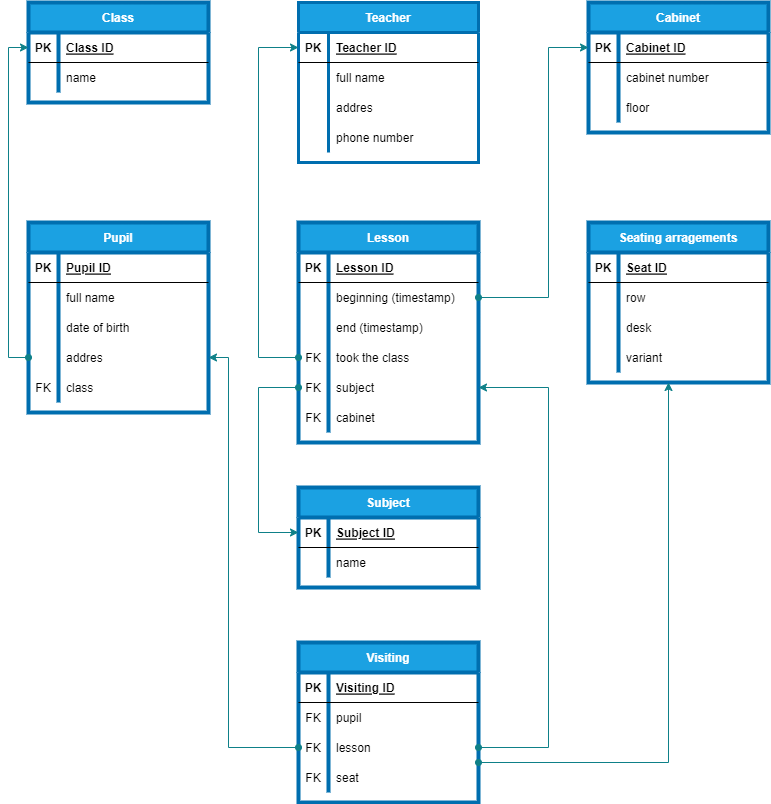 Class
PK Class ID
name
Teacher
PK Teacher ID
full name
addres
phone number
Cabinet
PK Cabinet ID
cabinet number
floor
Pupil
PK Pupil ID
full name
date of birth
addres
FK class
Lesson
PK Lesson ID
beginning (timestamp)
end (timestamp)
FK took the class
FK subject
FK cabinet
Seating arragements
PK Seat ID
row
desk
variant
Subject
PK Subject ID
name
Visiting
PK Visiting ID
FK pupil
FK lesson
FK seat